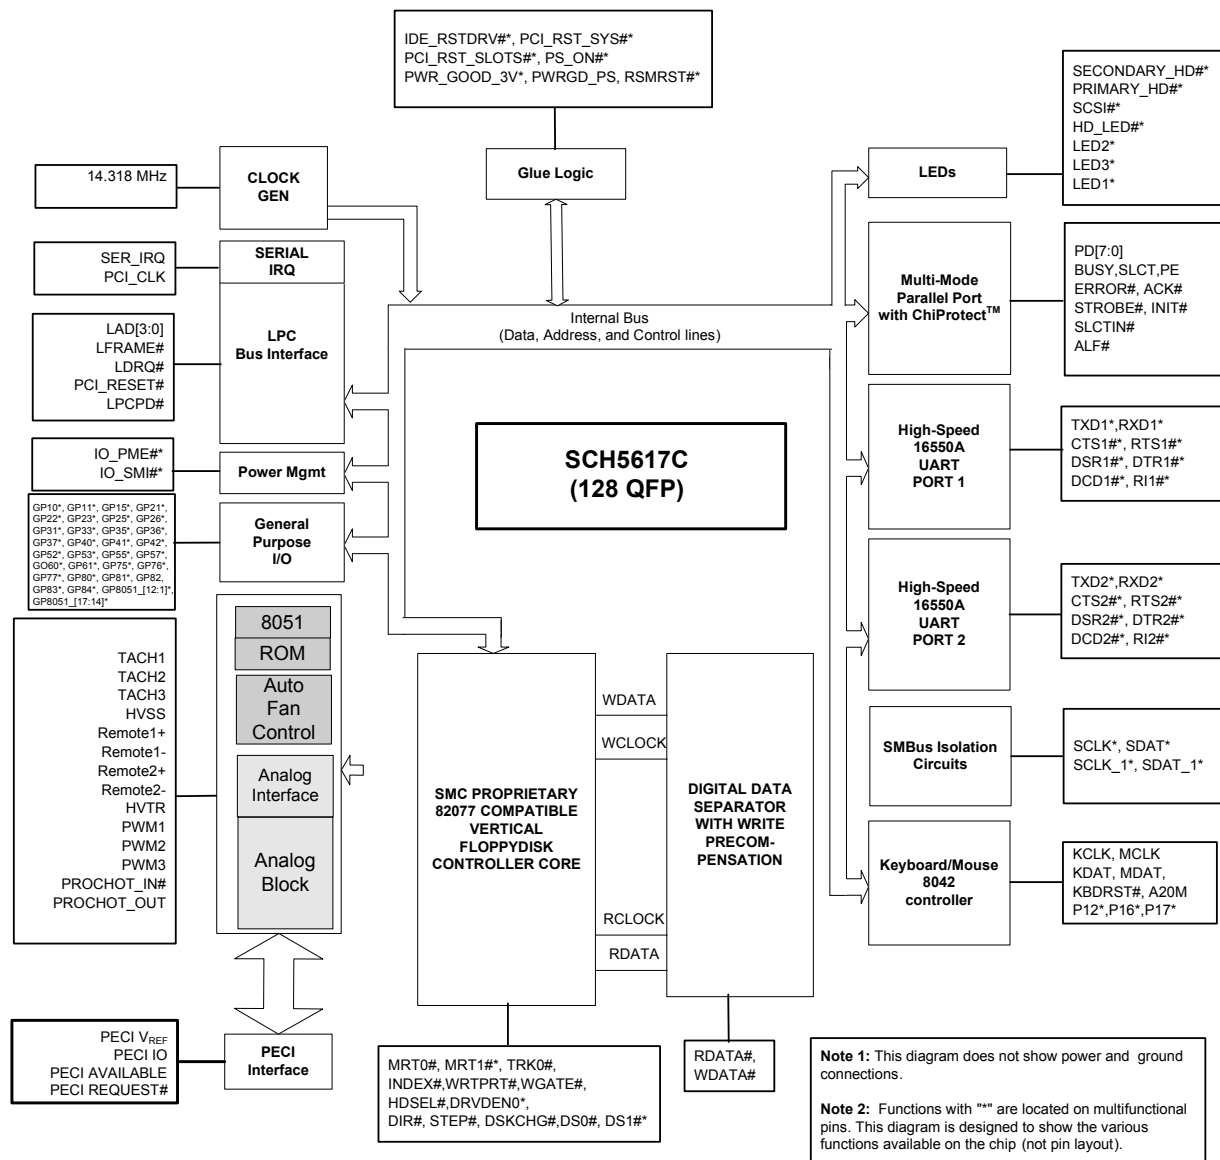 IDE_RSTDRV#*, PCI_RST_SYS#*
PCI_RST_SLOTS#*, PS_ON#*
PWR_GOOD_3V*, PWRGD_PS, RSMRST#*
SECONDARY_HD#*
PRIMARY_HD#*
SCSI#*
HD_LED#*
LED2*
LED3*
LED1*
14.318 MHz
CLOCK
GEN
Glue Logic
LEDs
SER_IRQ
PCI_CLK
SERIAL
IRQ
LAD[3:0]
LFRAME#
LDRQ#
PCI_RESET#
LPCPD#
LPC
Bus Interface
Internal Bus
(Data, Address, and Control lines)
Multi-Mode
Parallel Port
with ChiProtect™
PD[7:0]
BUSY,SLCT,PE
ERROR#, ACK#
STROBE#, INIT#
SLCTIN#
ALF#
IO_PME#*
IO_SMI#*
Power Mgmt
SCH5617C
(128 QFP)
High-Speed
16550A
UART
PORT 1
TXD1*,RXD1*
CTS1#*, RTS1#*
DSR1#*, DTR1#*
DCD1#*, RI1#*
GP10*, GP11*, GP15*, GP21*,
GP22*, GP23*, GP25*, GP26*,
GP31*, GP33*, GP35*, GP36*,
GP37*, GP40*, GP41*, GP42*,
GP52*, GP53*, GP55*, GP57*,
GO60*, GP61*, GP75*, GP76*,
GP77*, GP80*, GP81*, GP82,
GP83*, GP84*, GP8051_[12:1]*,
GP8051_[17:14]*
General
Purpose
I/O
High-Speed
16550A
UART
PORT 2
TXD2*,RXD2*
CTS2#*, RTS2#*
DSR2#*, DTR2#*
DCD2#*, RI2#*
TACH1
TACH2
TACH3
HVSS
Remote1+
Remote1-
Remote2+
Remote2-
HVTR
PWM1
PWM2
PWM3
PROCHOT_IN#
PROCHOT_OUT
8051
ROM
Auto
Fan
Control
Analog
Interface
Analog
Block
SMC PROPRIETARY
82077 COMPATIBLE
VERTICAL
FLOPPYDISK
CONTROLLER CORE
WDATA
WCLOCK
RCLOCK
RDATA
DIGITAL DATA
SEPARATOR
WITH WRITE
PRECOM-
PENSATION
SMBus Isolation
Circuits
SCLK*, SDAT*
SCLK_1*, SDAT_1*
Keyboard/Mouse
8042
controller
KCLK, MCLK
KDAT, MDAT,
KBDRST#, A20M
P12*,P16*,P17*
PECI VREF
PECI IO
PECI AVAILABLE
PECI REQUEST#
PECI
Interface
MRT0#, MRT1#*, TRK0#,
INDEX#,WRTPRT#,WGATE#,
HDSEL#,DRVDEN0*,
DIR#, STEP#, DSKCHG#,DS0#, DS1#*
RDATA#,
WDATA#
Note 1: This diagram does not show power and ground
connections.
Note 2: Functions with "*" are located on multifunctional
pins. This diagram is designed to show the various
functions available on the chip (not pin layout).